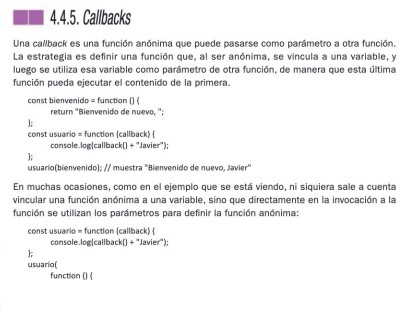 4.4.5. Callbacks
Una callback es una función anónima que puede pasarse como parámetro a otra función.
La estrategia es definir una función que, al ser anónima, se vincula a una variable, y
luego se utiliza esa variable como parámetro de otra función, de manera que esta última
función pueda ejecutar el contenido de la primera.
const bienvenido = function () {
return "Bienvenido de nuevo, ";
};
const usuario = function (callback) {
console.log(callback() + "Javier");
};
usuario(bienvenido); // muestra "Bienvenido de nuevo, Javier"
En muchas ocasiones, como en el ejemplo que se está viendo, ni siquiera sale a cuenta
vincular una función anónima a una variable, sino que directamente en la invocación a la
función se utilizan los parámetros para definir la función anónima:
const usuario = function (callback) {
console.log(callback() + "Javier");
};
usuario(
function () {